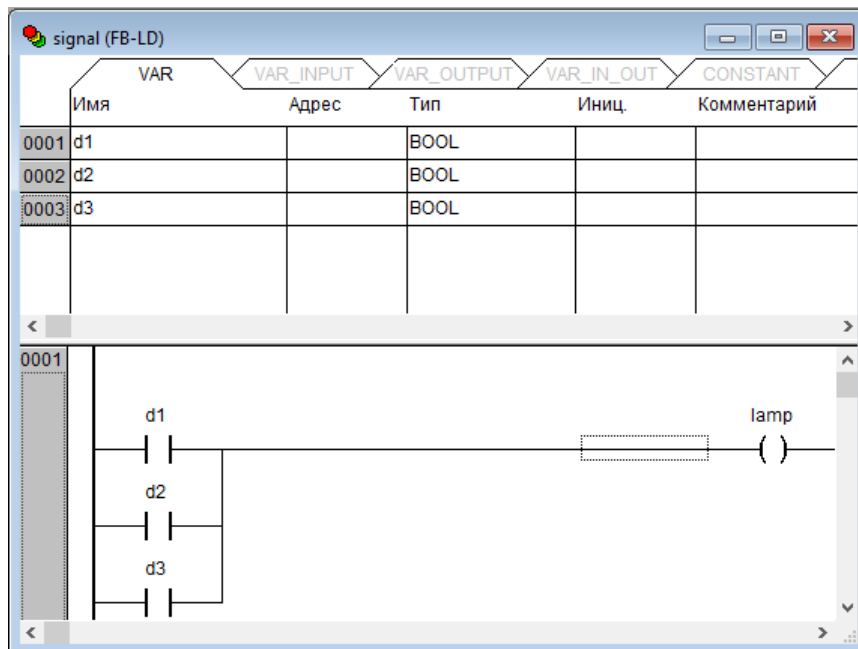 signal (FB-LD)
VAR VAR_INPUT VAR_OUTPUT VAR_IN_OUT CONSTANT
Имя Адрес Тип Иниц. Комментарий
0001 d1 BOOL
0002 d2 BOOL
0003 d3 BOOL
0001
d1 lamp
d2
d3